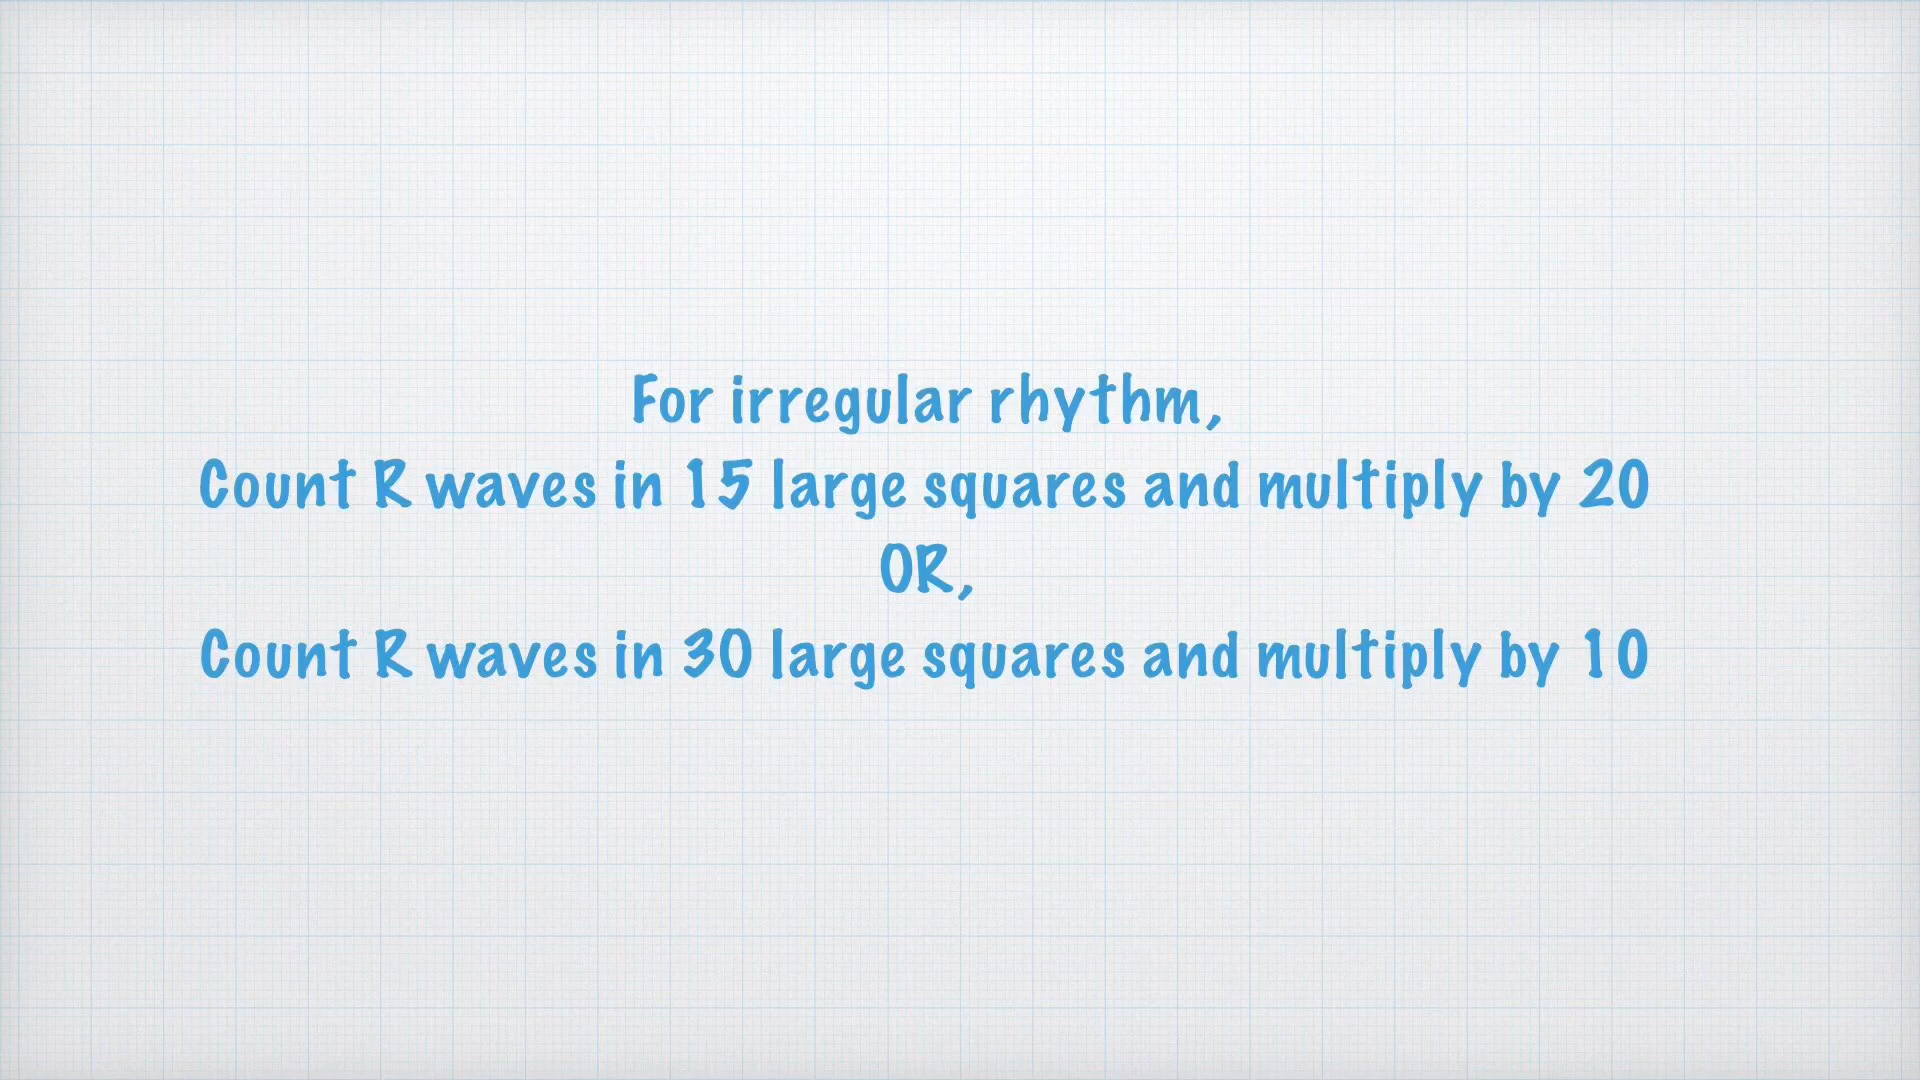 For irregular rhythm,
Count R waves in 15 large squares and multiply by 20
OR,
Count R waves in 30 large squares and multiply by 10